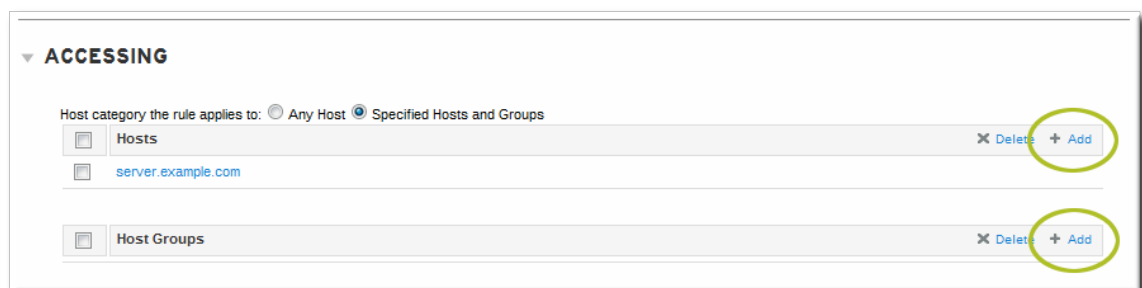 ACCESSING
Host category the rule applies to: Any Host Specified Hosts and Groups
Hosts Delete + Add
server.example.com
Host Groups Delete + Add